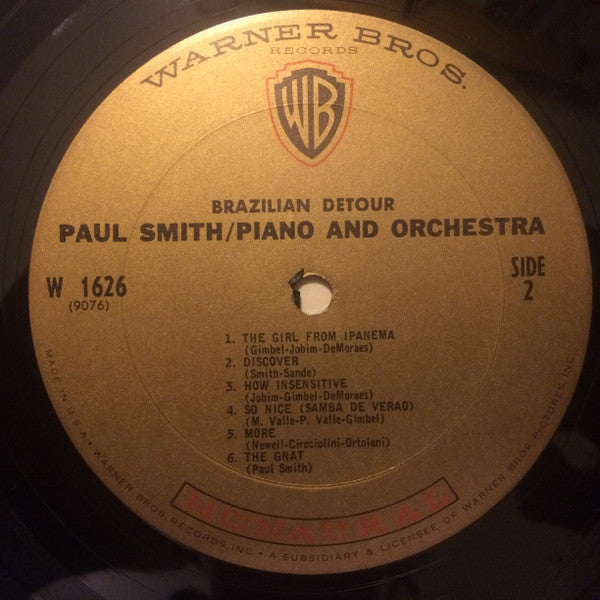 WARNER BROS.
RECORDS
WB
BRAZILIAN DETOUR
PAUL SMITH/PIANO AND ORCHESTRA
W 1626
(9076)
SIDE
2
1. THE GIRL FROM IPANEMA
(Gimbel-Jobim-DeMoraes)
2. DISCOVER
(Smith-Sande)
3. HOW INSENSITIVE
(Jobim-Gimbel-DeMoraes)
4. SO NICE (SAMBA DE VERAO)
(M. Valle-P. Valle-Gimbel)
5. MORE
(Newell-Cirociolini-Ortolani)
6. THE GNAT
(Paul Smith)
MONAURAL
MADE IN U.S.A. • WARNER BROS. RECORDS, INC. • A SUBSIDIARY & LICENSEE OF WARNER BROS. PICTURES, INC.